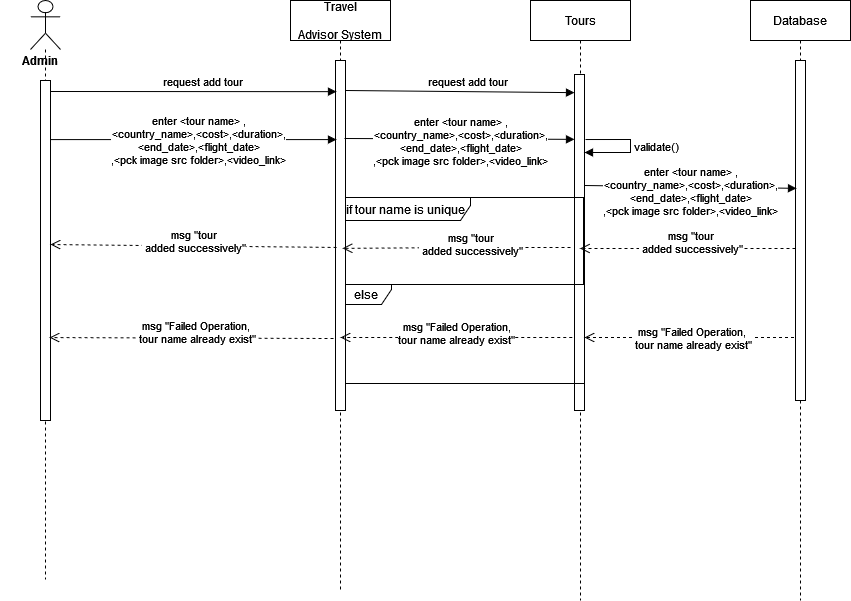 Travel
Advisor System
Tours
Database
Admin
request add tour
request add tour
enter <tour name> ,
<country_name>,<cost>,<duration>,
<end_date>,<flight_date>
,<pck image src folder>,<video_link>
enter <tour name> ,
<country_name>,<cost>,<duration>,
<end_date>,<flight_date>
,<pck image src folder>,<video_link>
validate()
enter <tour name> ,
<country_name>,<cost>,<duration>,
<end_date>,<flight_date>
,<pck image src folder>,<video_link>
if tour name is unique
msg "tour
added successively"
msg "tour
added successively"
msg "tour
added successively"
else
msg "Failed Operation,
tour name already exist"
msg "Failed Operation,
tour name already exist"
msg "Failed Operation,
tour name already exist"